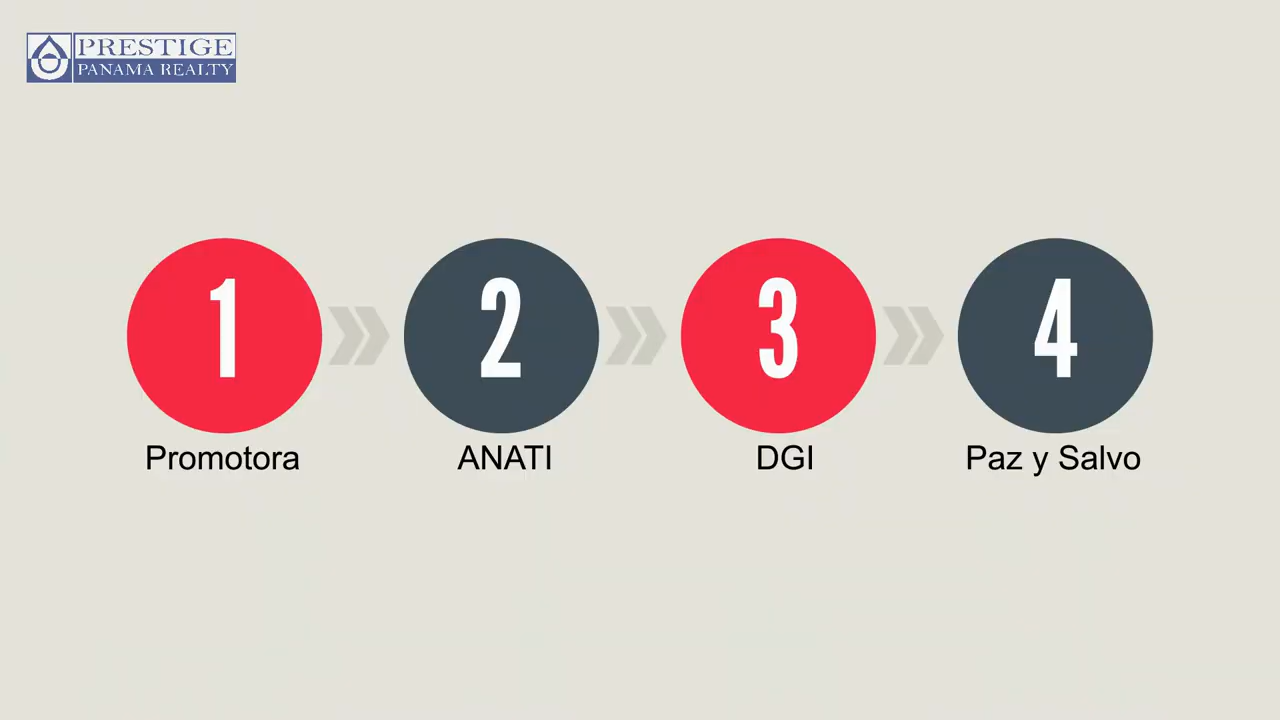 PRESTIGE
PANAMA REALTY
1
2
3
4
Promotora
ANATI
DGI
Paz y Salvo